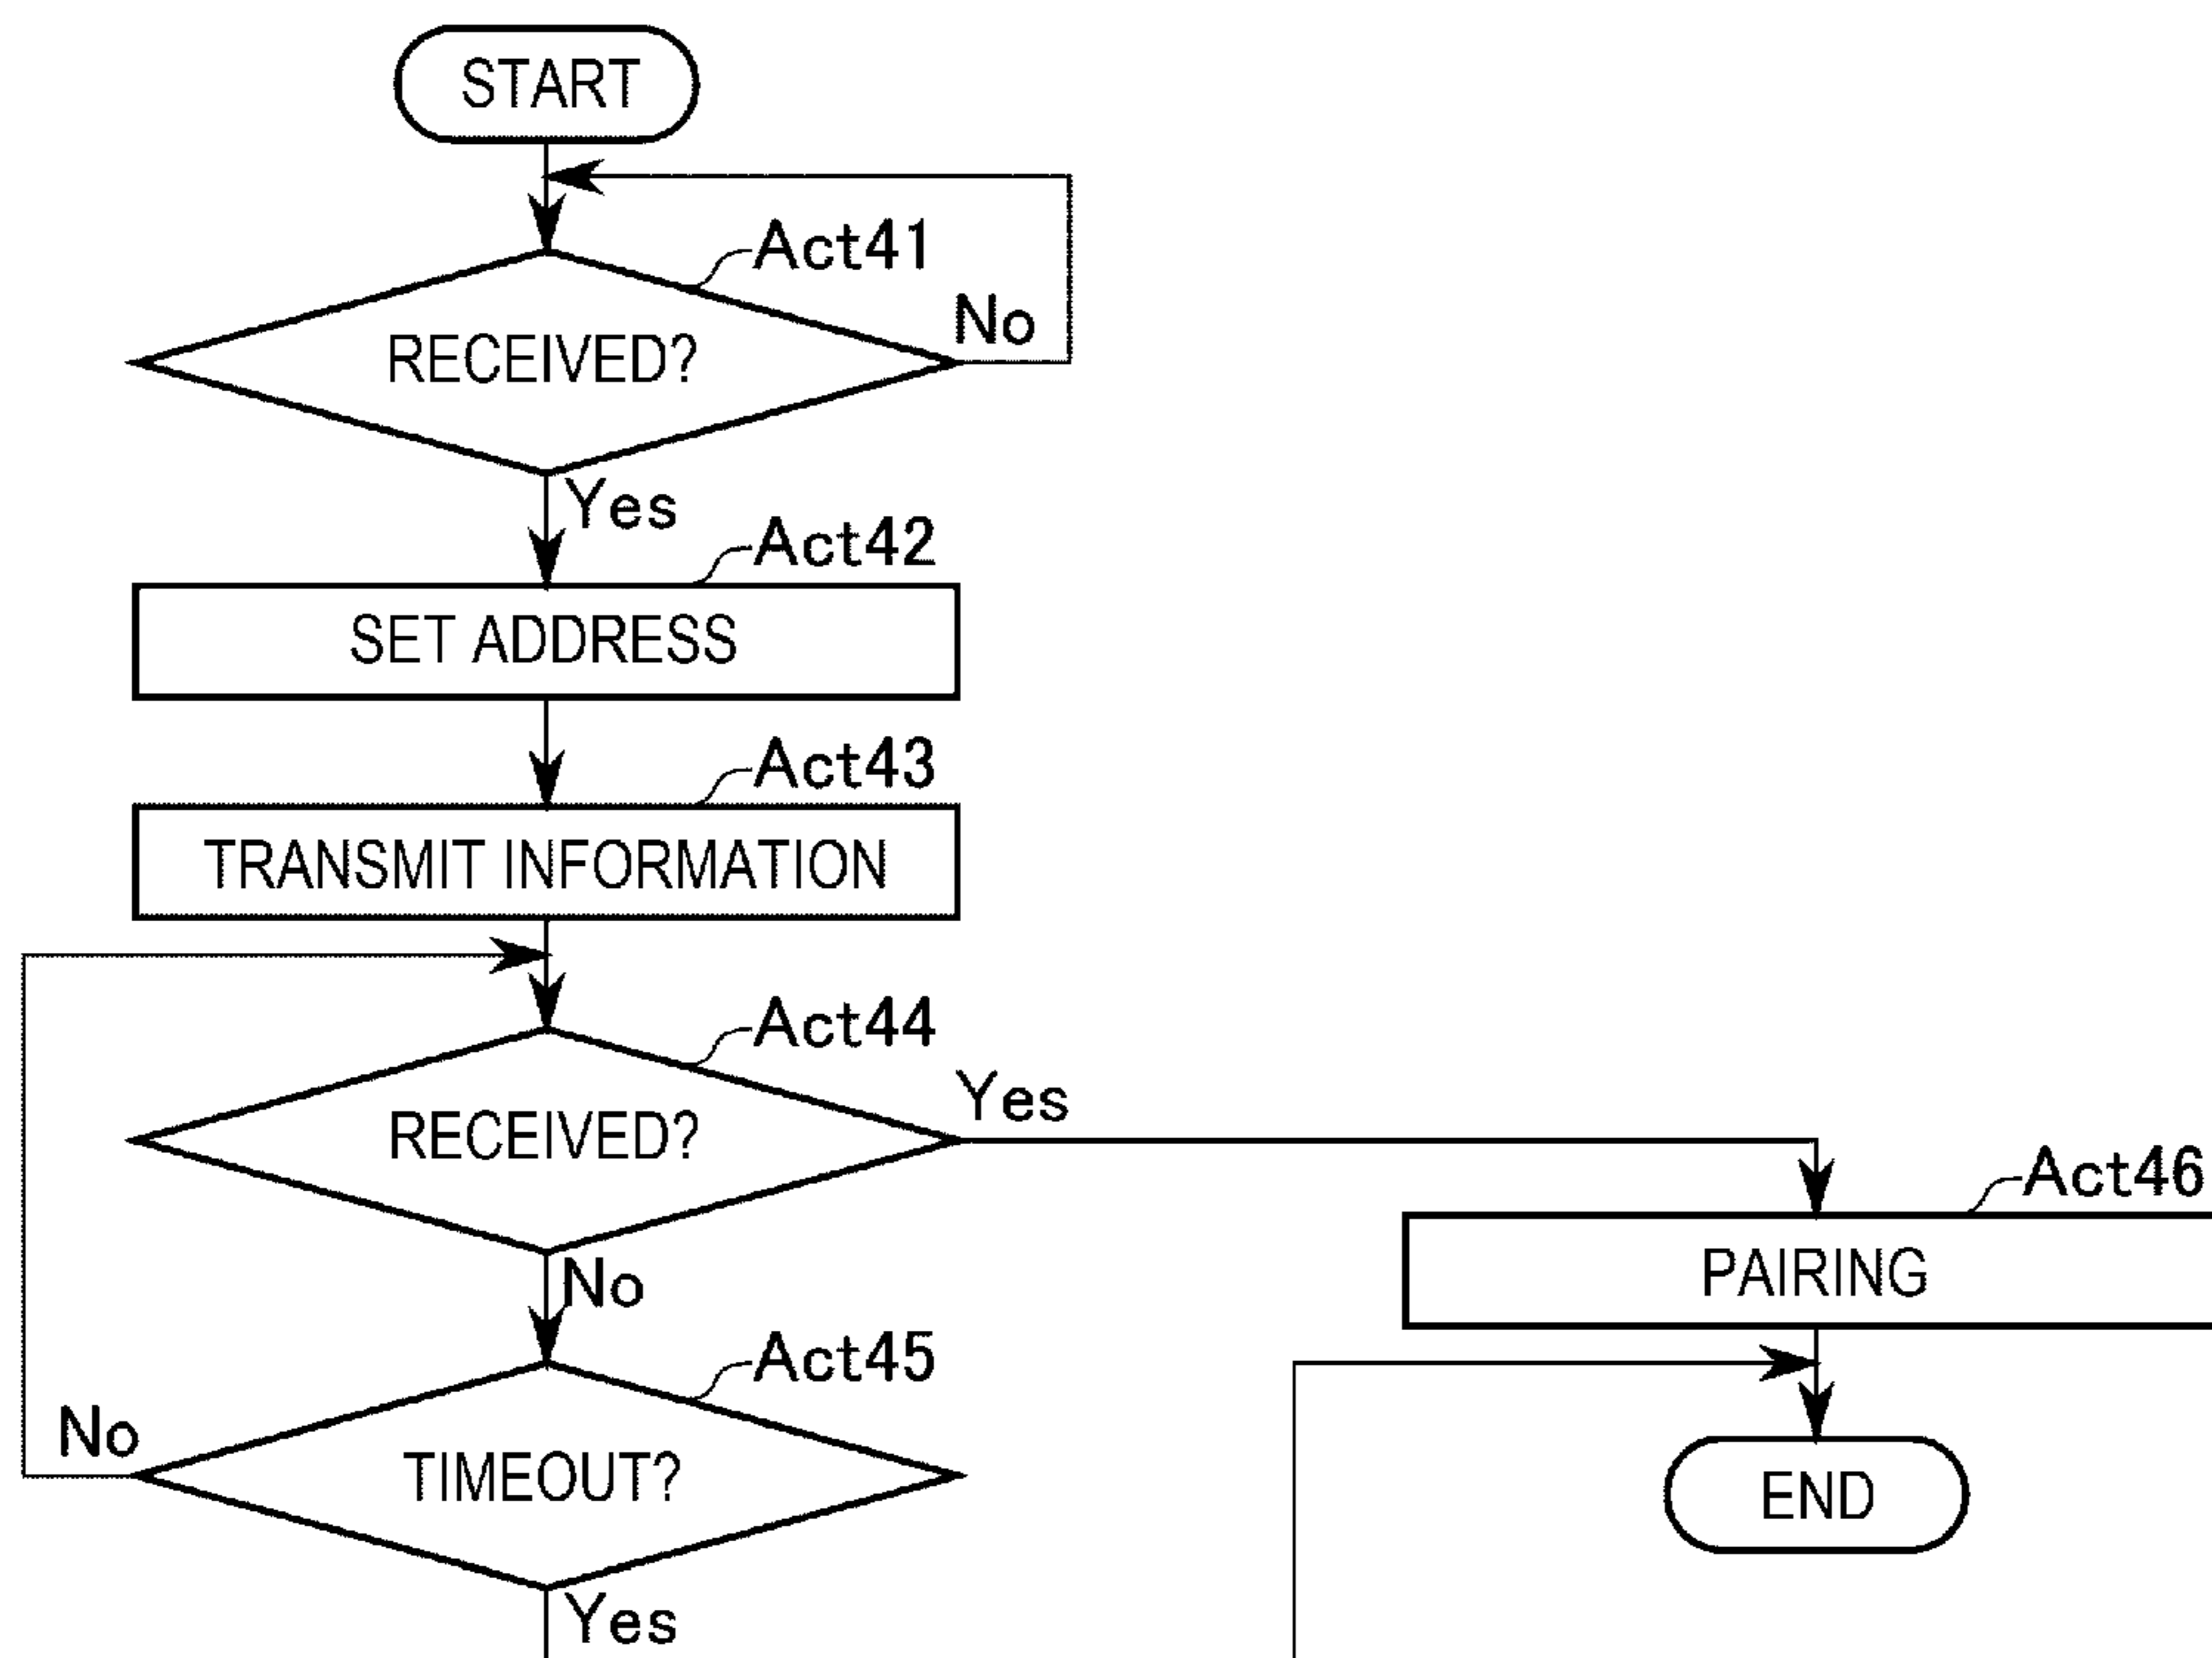 START
Act41
RECEIVED?
No
Yes
Act42
SET ADDRESS
Act43
TRANSMIT INFORMATION
Act44
RECEIVED?
Yes
No
Act45
TIMEOUT?
No
Yes
Act46
PAIRING
END